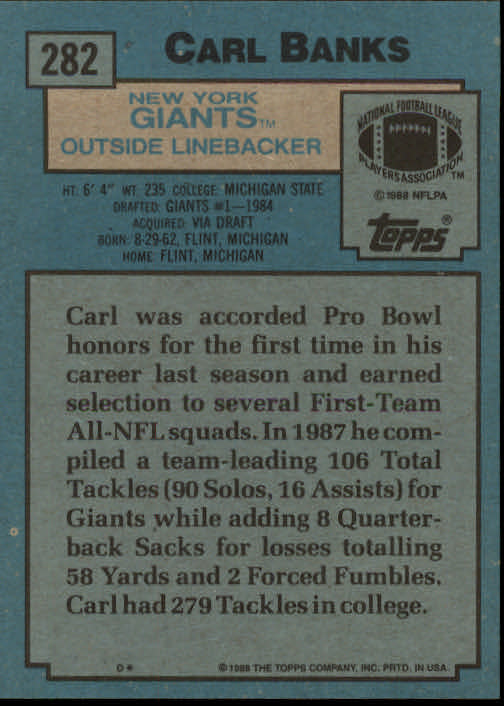 282
CARL BANKS
NEW YORK
GIANTS™
OUTSIDE LINEBACKER
NATIONAL FOOTBALL LEAGUE
PLAYERS ASSOCIATION™
©1988 NFLPA
Topps®
HT: 6' 4" WT: 235 COLLEGE: MICHIGAN STATE
DRAFTED: GIANTS #1—1984
ACQUIRED: VIA DRAFT
BORN: 8-29-62, FLINT, MICHIGAN
HOME: FLINT, MICHIGAN
Carl was accorded Pro Bowl
honors for the first time in his
career last season and earned
selection to several First-Team
All-NFL squads. In 1987 he com-
piled a team-leading 106 Total
Tackles (90 Solos, 16 Assists) for
Giants while adding 8 Quarter-
back Sacks for losses totalling
58 Yards and 2 Forced Fumbles.
Carl had 279 Tackles in college.
D*
©1988 THE TOPPS COMPANY, INC. PRTD. IN USA.